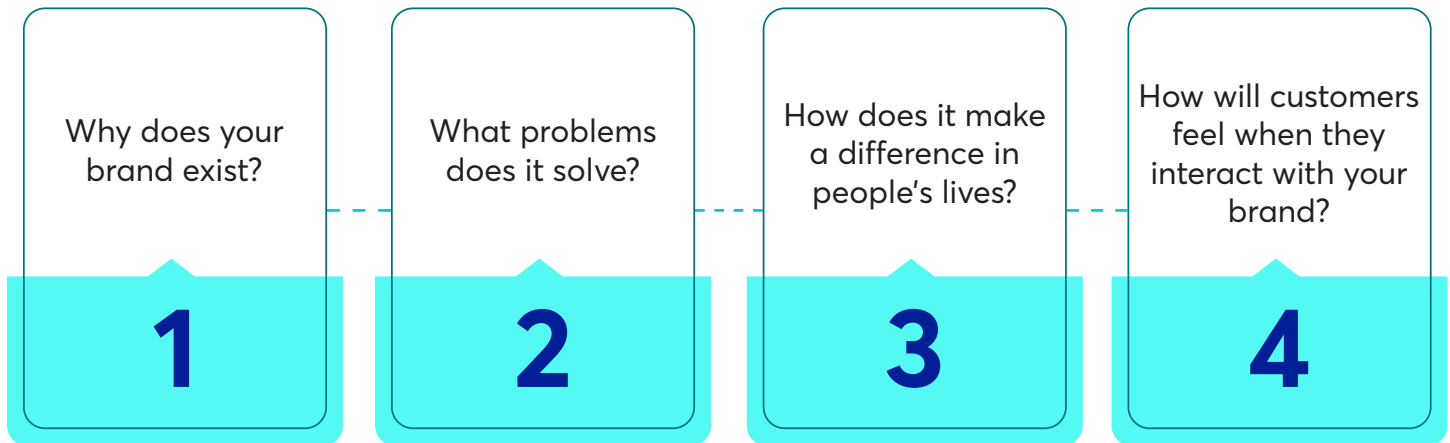 Why does your
brand exist?
1
What problems
does it solve?
2
How does it make
a difference in
people's lives?
3
How will customers
feel when they
interact with your
brand?
4